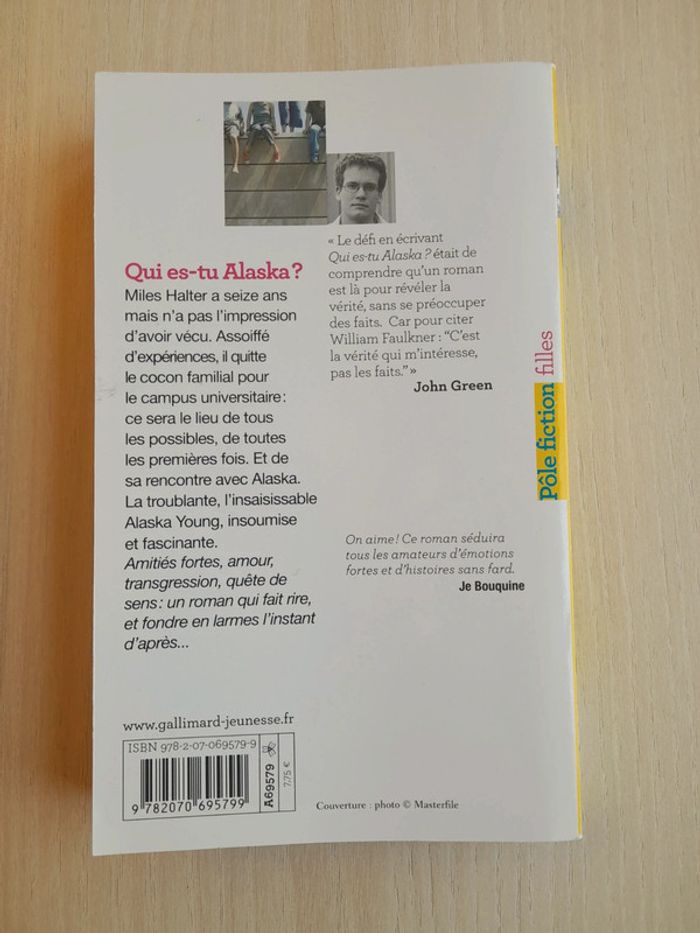 Qui es-tu Alaska ?
Miles Halter a seize ans
mais n'a pas l'impression
d'avoir vécu. Assoiffé
d'expériences, il quitte
le cocon familial pour
le campus universitaire :
ce sera le lieu de tous
les possibles, de toutes
les premières fois. Et de
sa rencontre avec Alaska.
La troublante, l'insaisissable
Alaska Young, insoumise
et fascinante.
Amitiés fortes, amour,
transgression, quête de
sens : un roman qui fait rire,
et fondre en larmes l'instant
d'après...
« Le défi en écrivant
Qui es-tu Alaska ? était de
comprendre qu'un roman
est là pour révéler la
vérité, sans se préoccuper
des faits. Car pour citer
William Faulkner : “C'est
la vérité qui m'intéresse,
pas les faits.” »
John Green
On aime ! Ce roman séduira
tous les amateurs d'émotions
fortes et d'histoires sans fard.
Je Bouquine
Pôle fiction filles
www.gallimard-jeunesse.fr
ISBN 978-2-07-069579-9
9 782070 695799
A69579
7,75 €
Couverture : photo © Masterfile